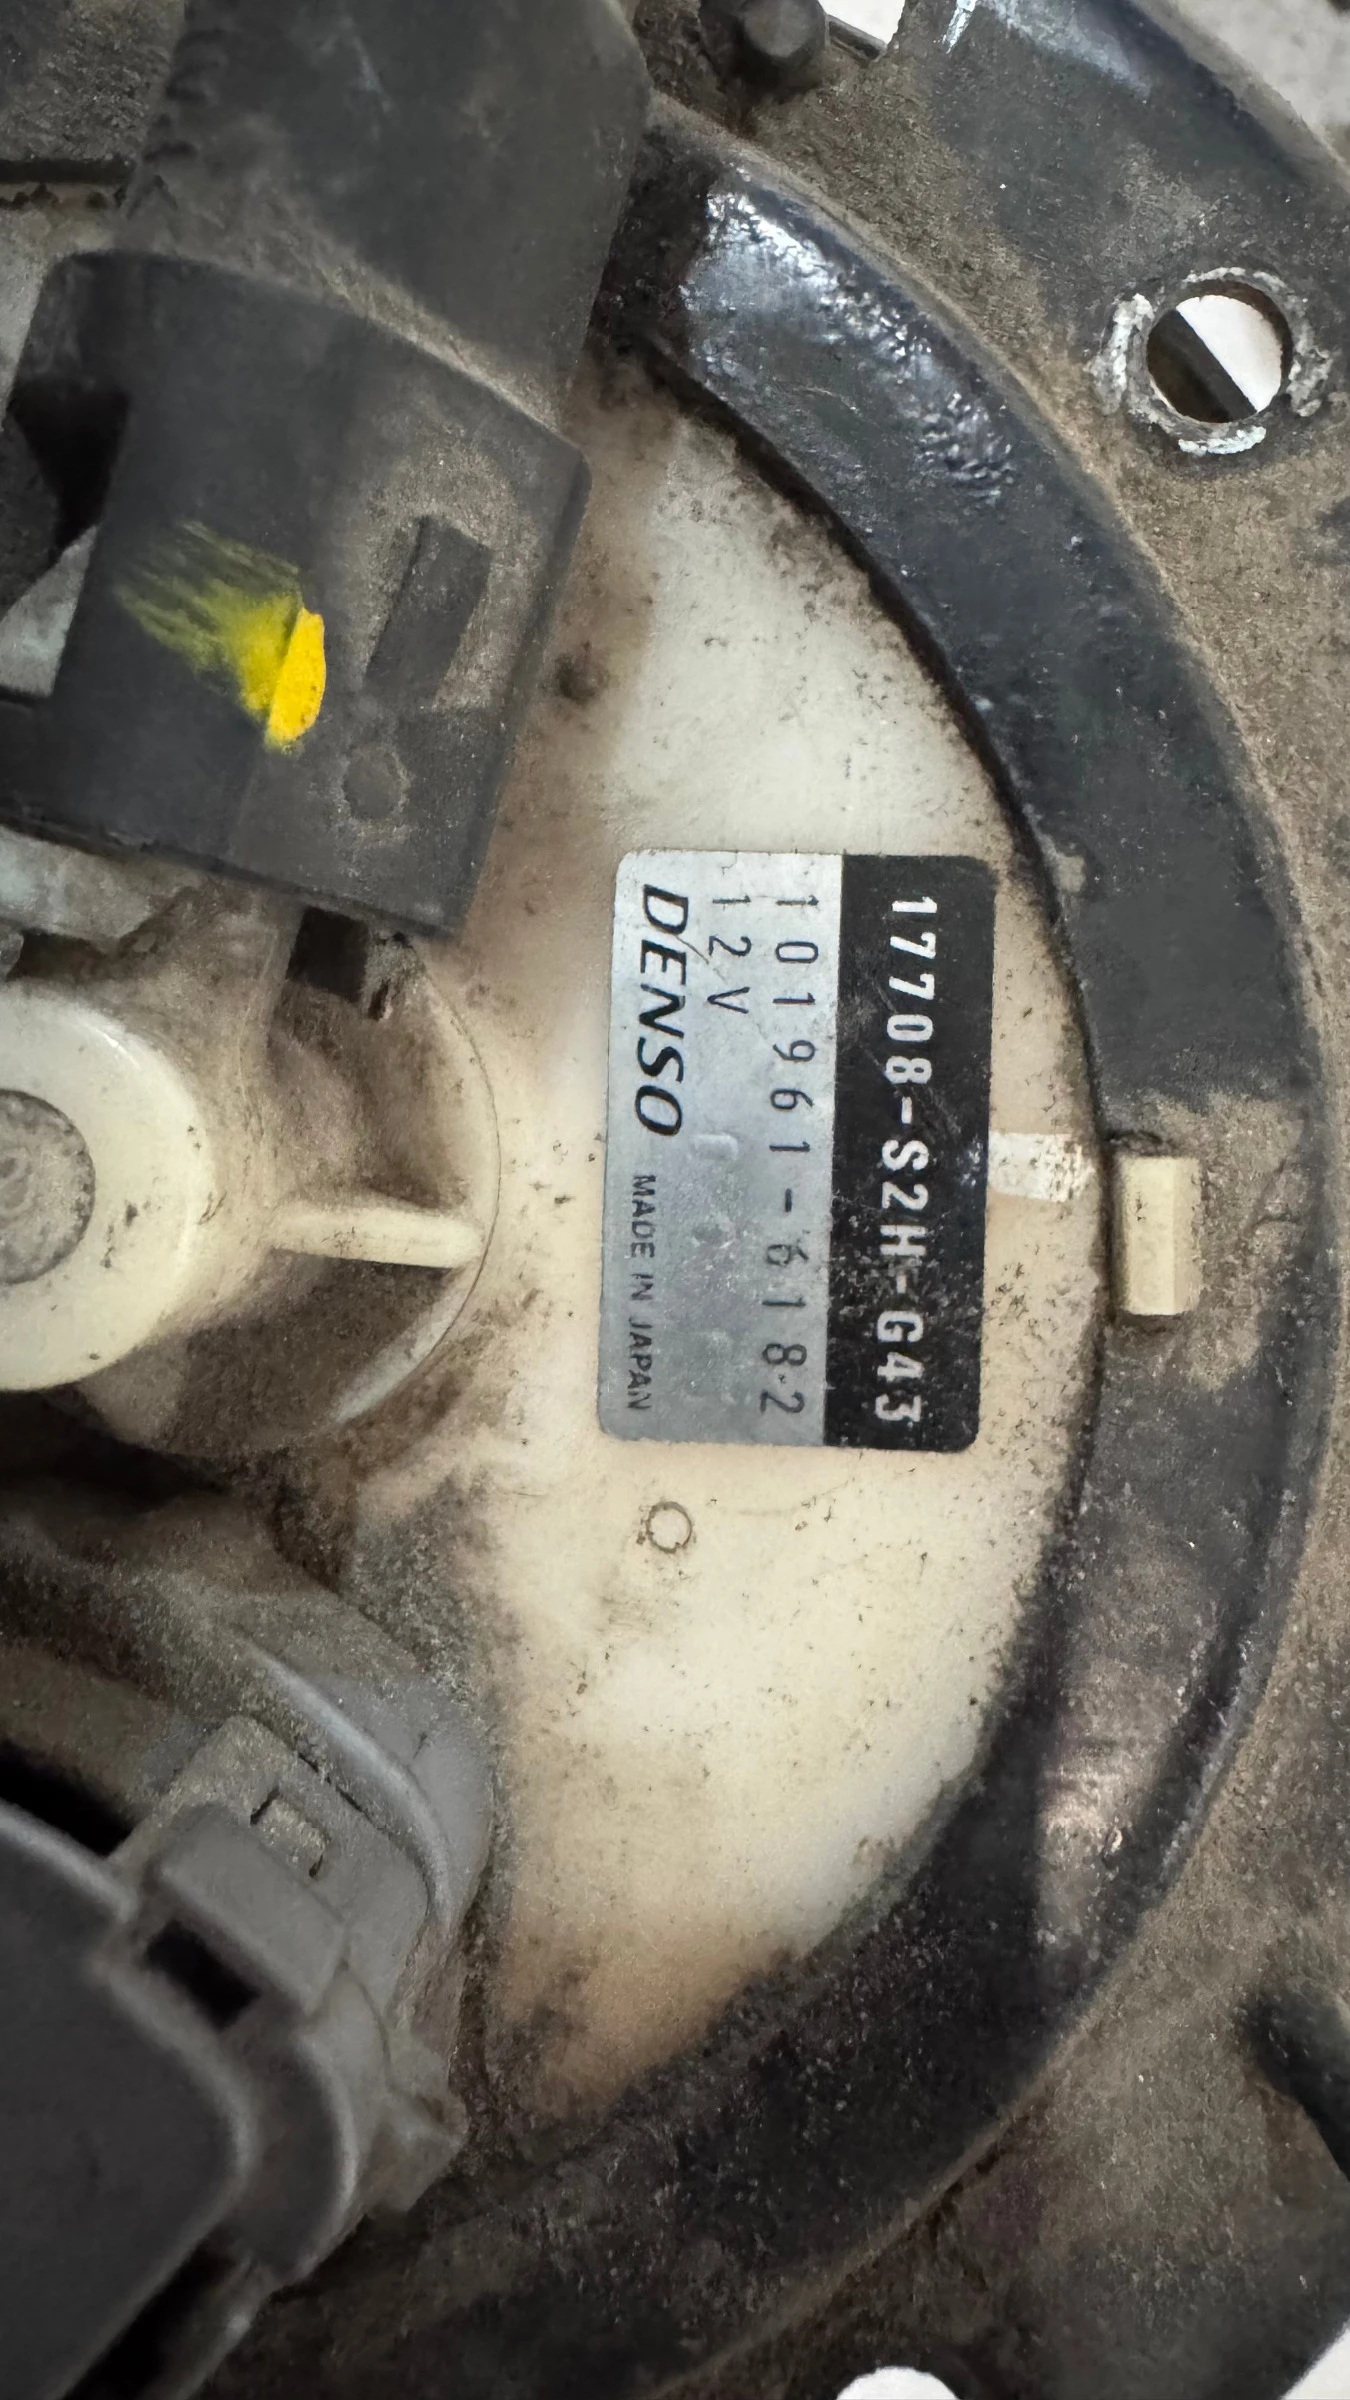 17708-S2H-G43
101961-6182
12V
DENSO MADE IN JAPAN